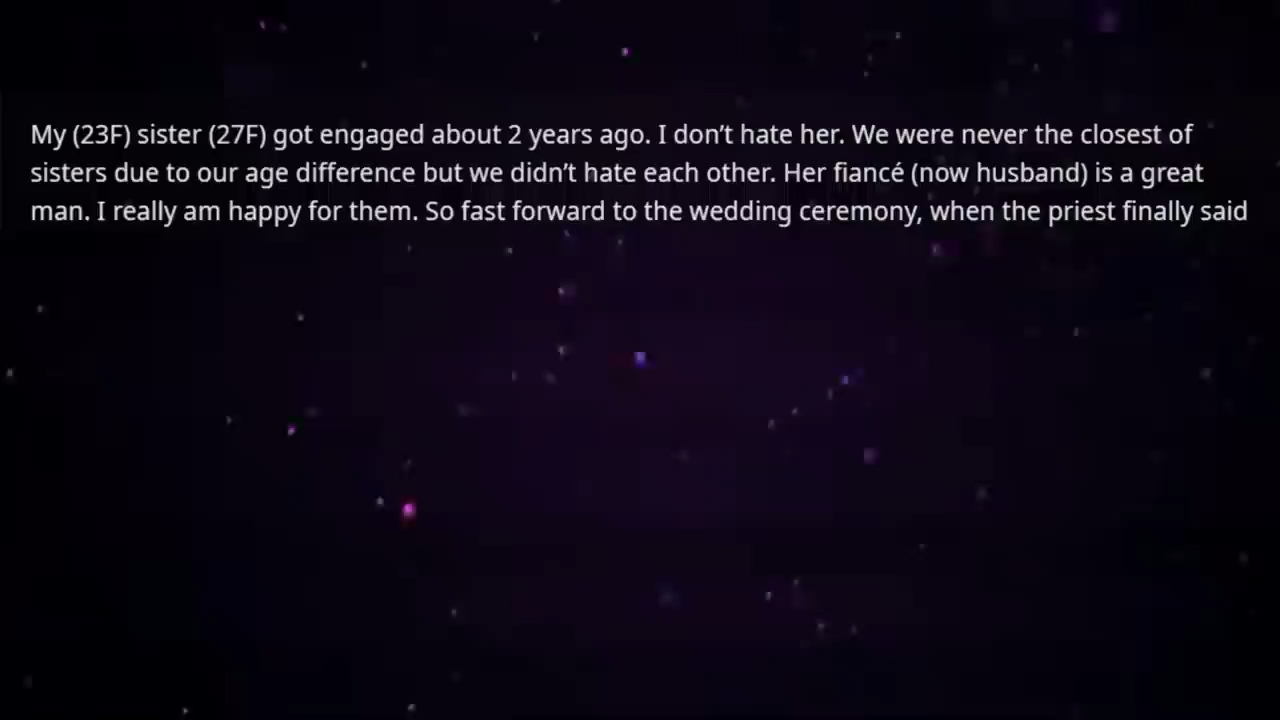 My (23F) sister (27F) got engaged about 2 years ago. I don’t hate her. We were never the closest of
sisters due to our age difference but we didn’t hate each other. Her fiancé (now husband) is a great
man. I really am happy for them. So fast forward to the wedding ceremony, when the priest finally said